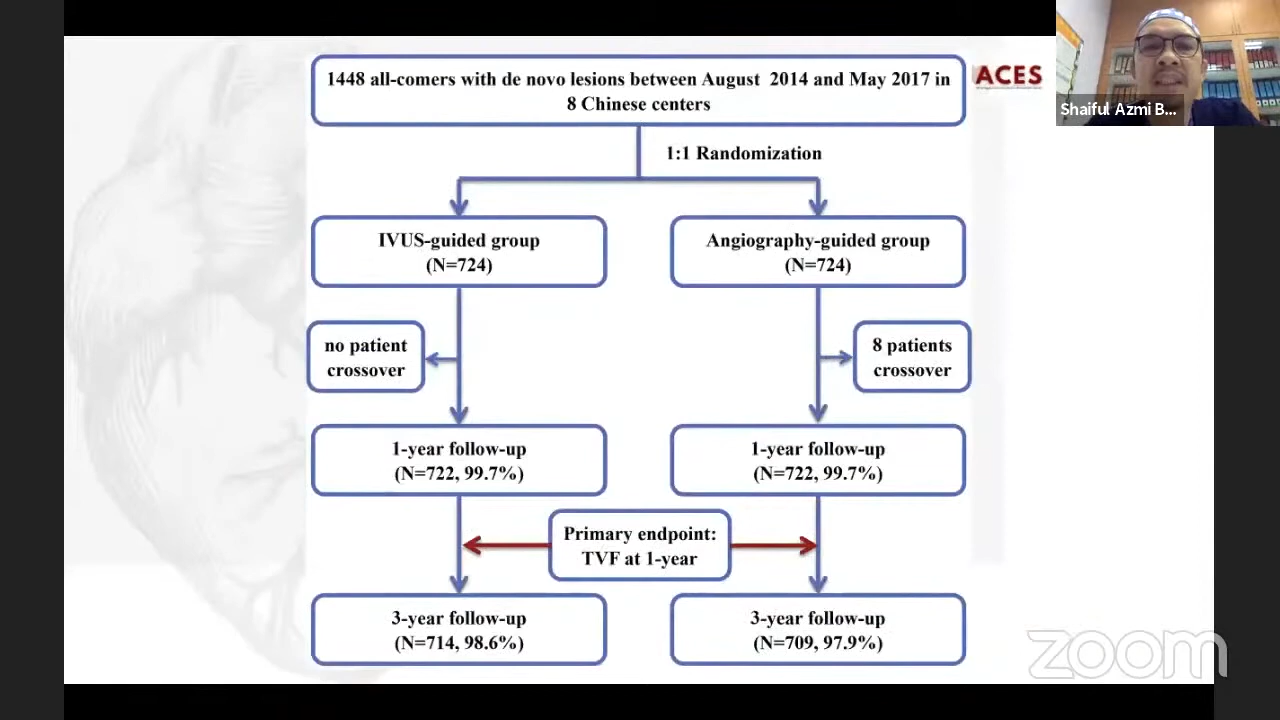 1448 all-comers with de novo lesions between August 2014 and May 2017 in
8 Chinese centers
ACES
Shaiful Azmi B...
1:1 Randomization
IVUS-guided group
(N=724)
Angiography-guided group
(N=724)
no patient
crossover
8 patients
crossover
1-year follow-up
(N=722, 99.7%)
1-year follow-up
(N=722, 99.7%)
Primary endpoint:
TVF at 1-year
3-year follow-up
(N=714, 98.6%)
3-year follow-up
(N=709, 97.9%)
zoom